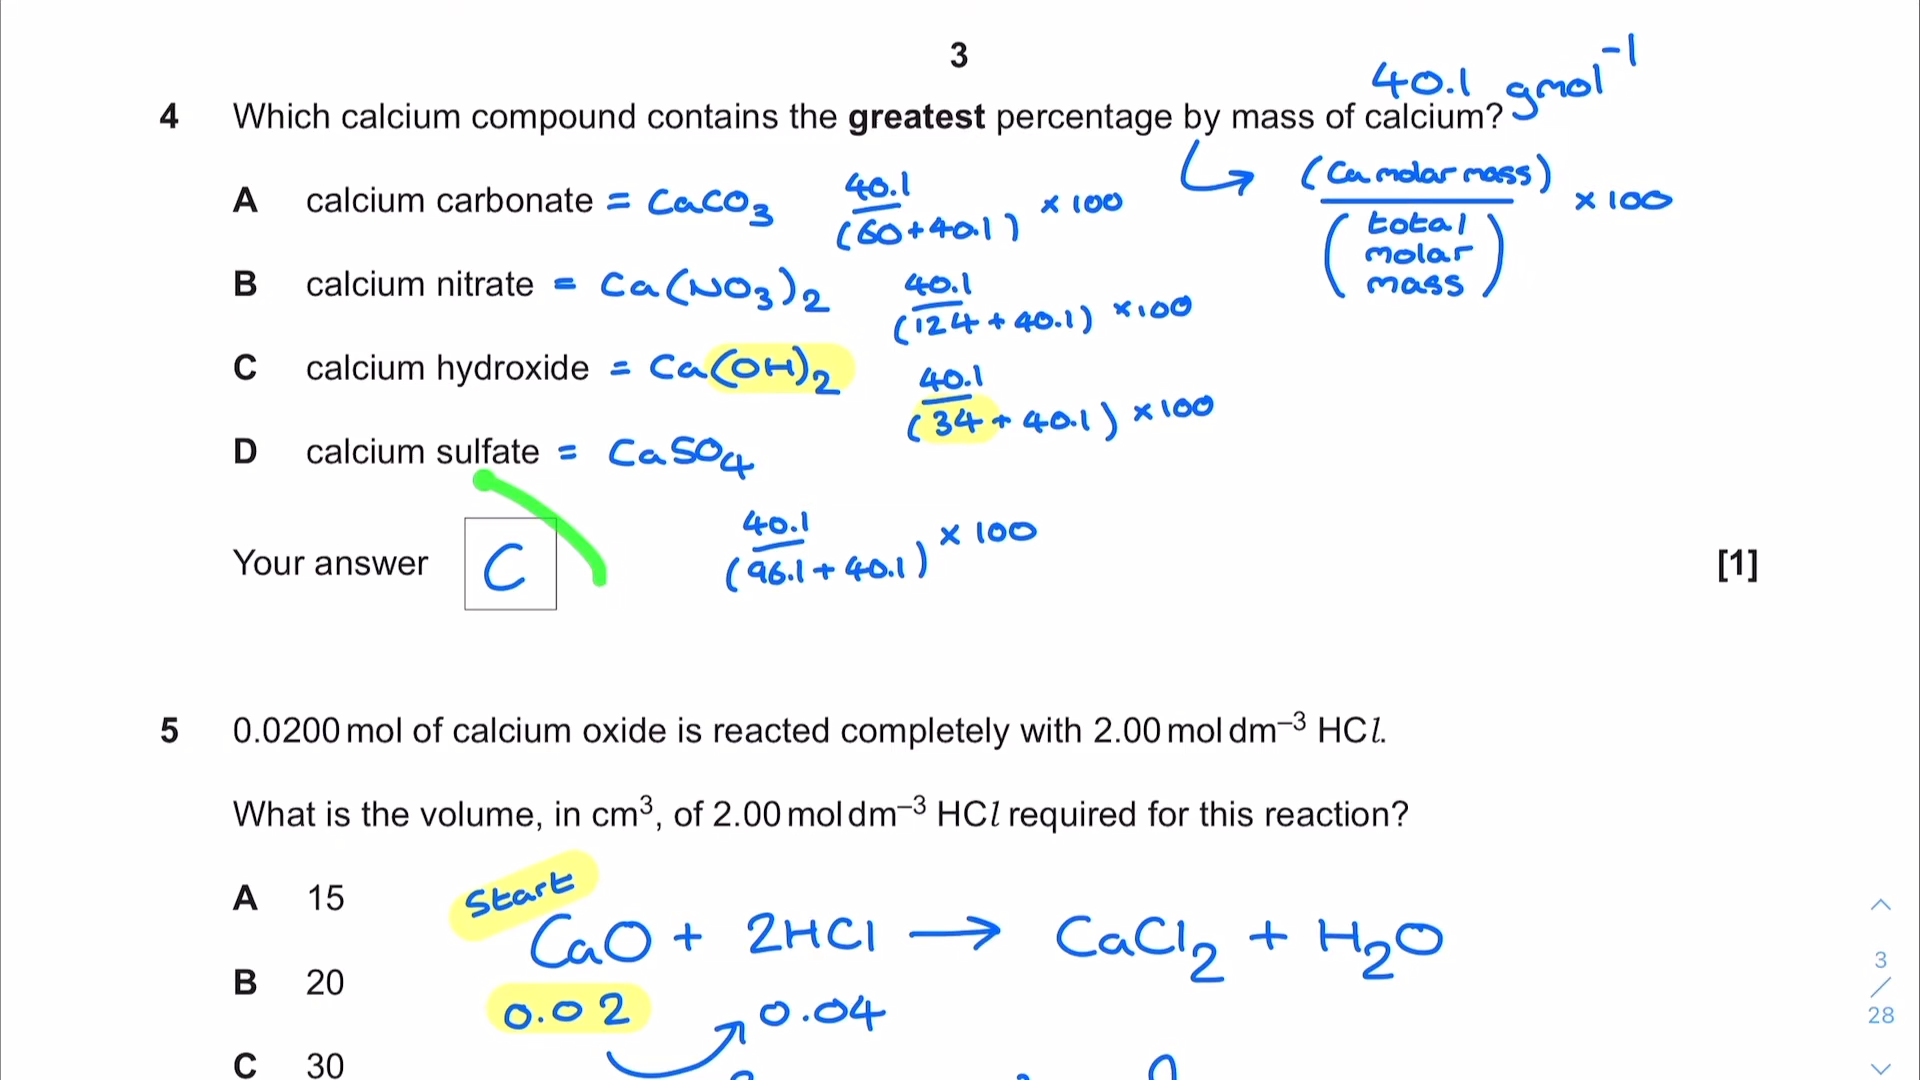 3
40.1 gmol⁻¹
4 Which calcium compound contains the greatest percentage by mass of calcium?
(Ca molar mass)
(total molar mass) × 100
A calcium carbonate = CaCO₃ 40.1 / (60+40.1) × 100
B calcium nitrate = Ca(NO₃)₂ 40.1 / (124+40.1) ×100
C calcium hydroxide = Ca(OH)₂ 40.1 / (34+40.1) ×100
D calcium sulfate = CaSO₄
40.1 / (96.1+40.1) × 100
Your answer C [1]
5 0.0200 mol of calcium oxide is reacted completely with 2.00 mol dm⁻³ HCl.
What is the volume, in cm³, of 2.00 mol dm⁻³ HCl required for this reaction?
A 15
Start
CaO + 2HCl → CaCl₂ + H₂O
B 20
0.02 0.04
C 30
3
/
28